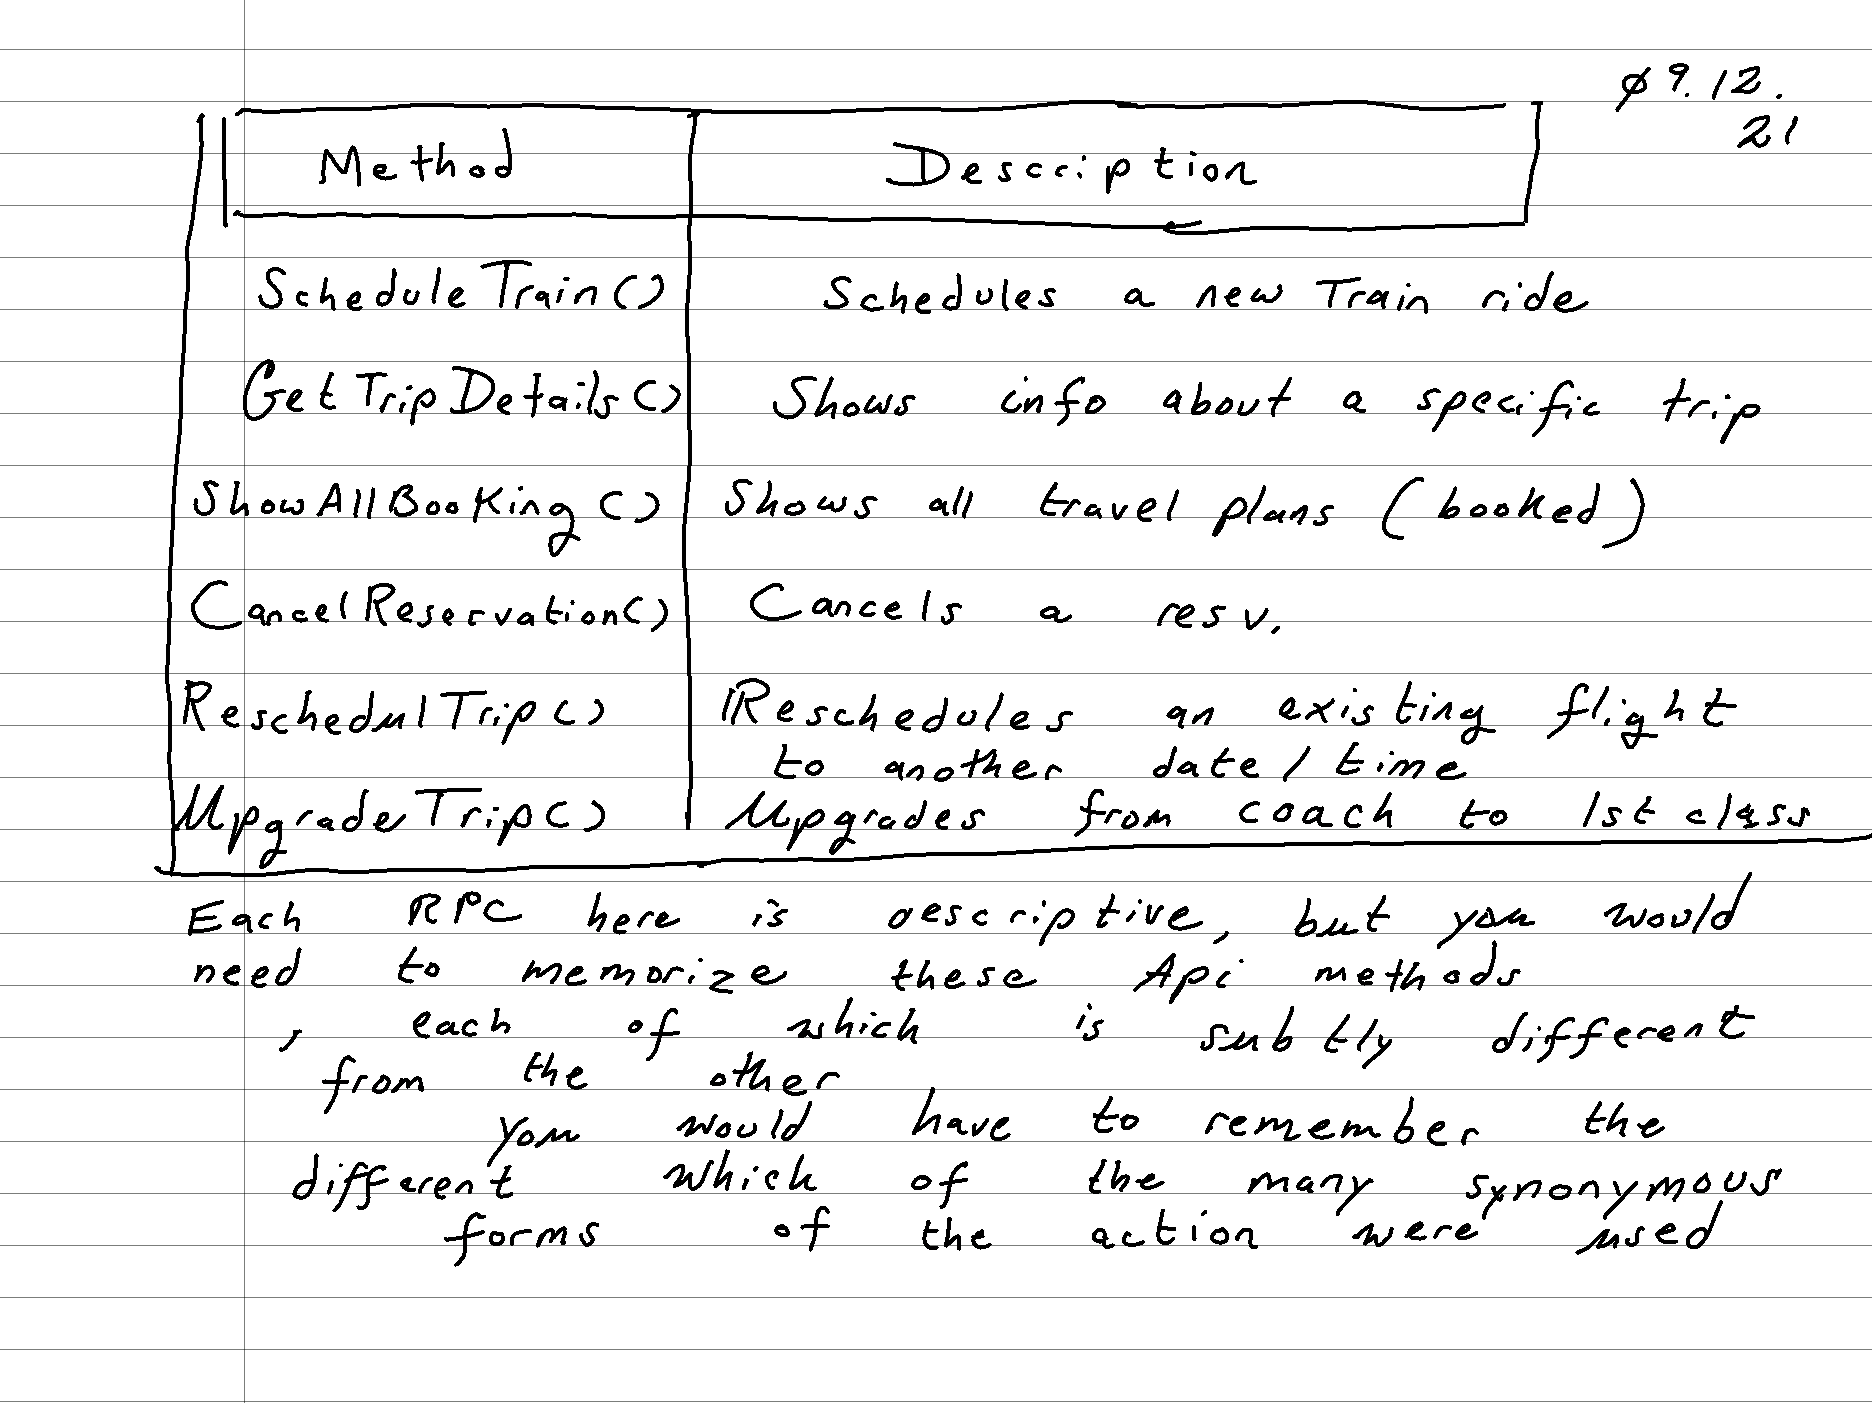 Ø9.12.
21
Method Description
ScheduleTrain() Schedules a new Train ride
GetTripDetails() Shows info about a specific trip
ShowAllBooKing() Shows all travel plans (booked)
CancelReservation() Cancels a resv.
ReschedulTrip() Reschedules an existing flight
to another date/time
UpgradeTrip() Upgrades from coach to 1st class
Each RPC here is descriptive, but you would
need to memorize these Api methods
, each of which is subtly different
from the other
you would have to remember the
different which of the many synonymous
forms of the action were used